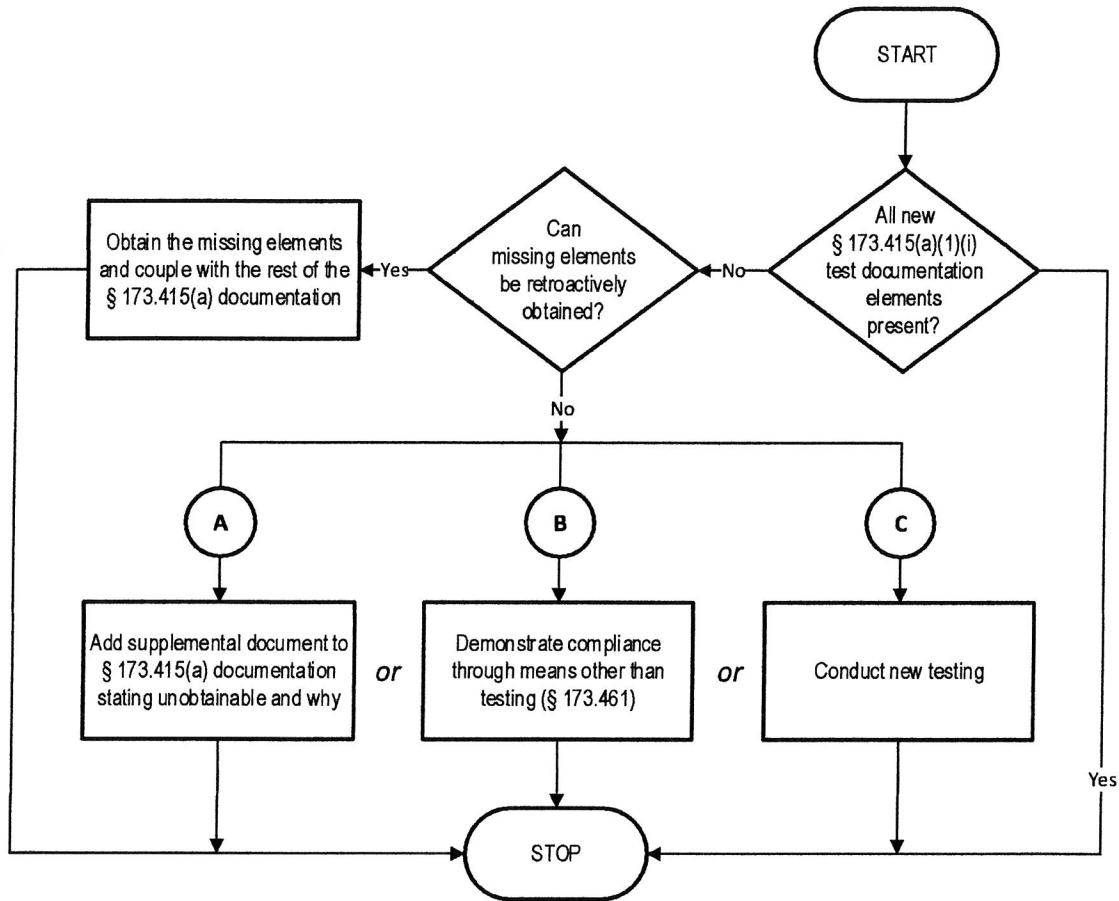 START
All new
§ 173.415(a)(1)(i)
test documentation
elements
present?
No
Can
missing elements
be retroactively
obtained?
Yes
Obtain the missing elements
and couple with the rest of the
§ 173.415(a) documentation
No
A
B
C
Add supplemental document to
§ 173.415(a) documentation
stating unobtainable and why
or
Demonstrate compliance
through means other than
testing (§ 173.461)
or
Conduct new testing
Yes
STOP